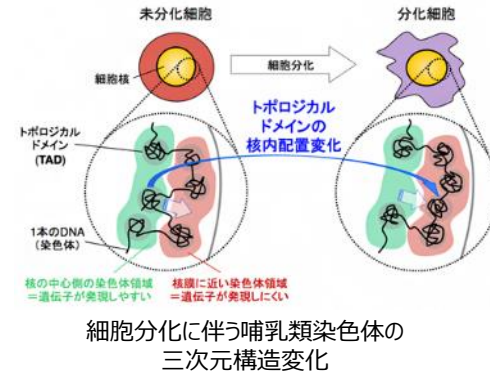 未分化細胞
分化細胞
細胞核
細胞分化
トポロジカル
ドメインの
核内配置変化
トポロジカル
ドメイン
(TAD)
1本のDNA
(染色体)
核の中心側の染色体領域
＝遺伝子が発現しやすい
核膜に近い染色体領域
＝遺伝子が発現しにくい
細胞分化に伴う哺乳類染色体の
三次元構造変化